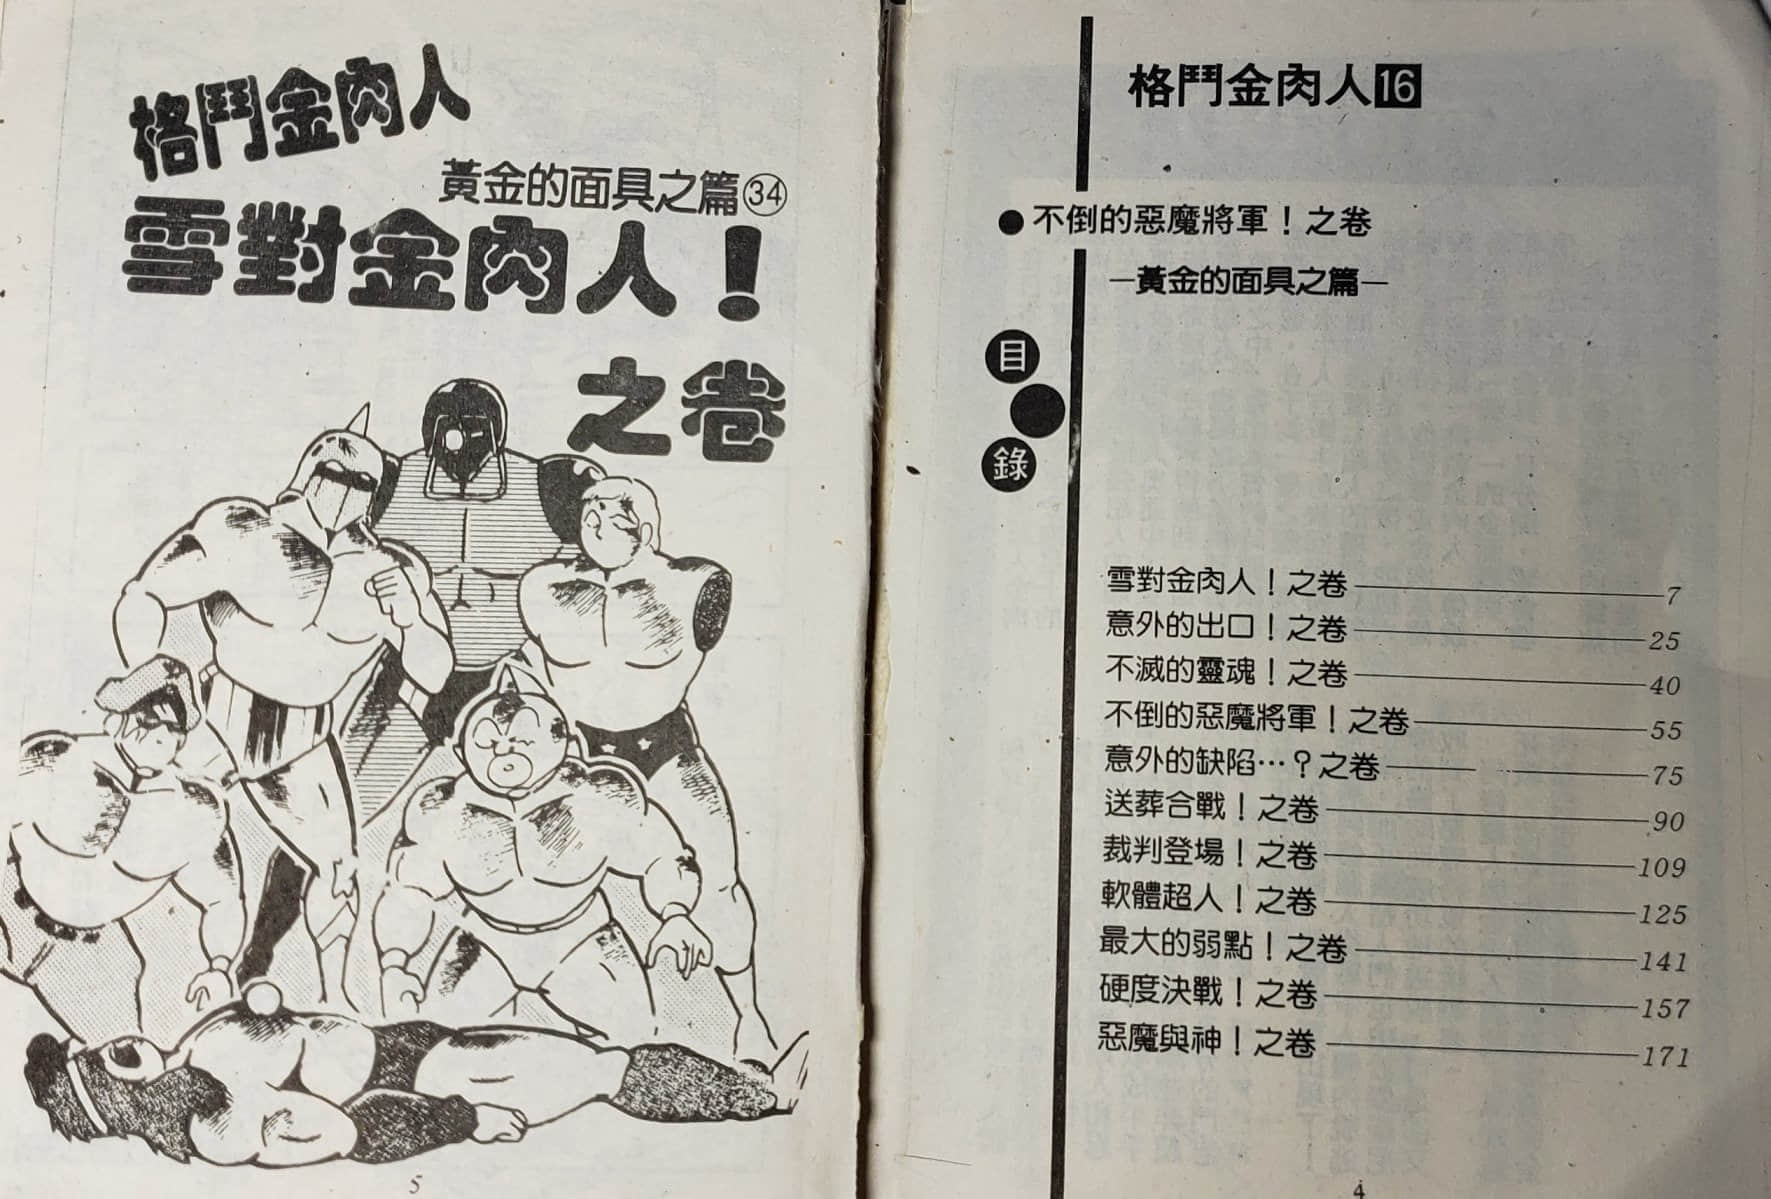 格鬥金肉人16
●不倒的惡魔將軍！之卷
—黃金的面具之篇—
目●錄
雪對金肉人！之卷 7
意外的出口！之卷 25
不滅的靈魂！之卷 40
不倒的惡魔將軍！之卷 55
意外的缺陷…？之卷 75
送葬合戰！之卷 90
裁判登場！之卷 109
軟體超人！之卷 125
最大的弱點！之卷 141
硬度決戰！之卷 157
惡魔與神！之卷 171
4
格鬥金肉人
黃金的面具之篇㉞
雪對金肉人！
之卷
5